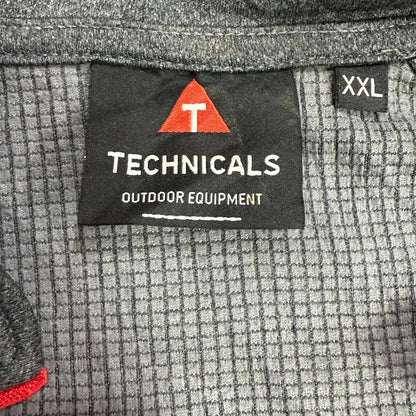 T
XXL
TECHNICALS
OUTDOOR EQUIPMENT